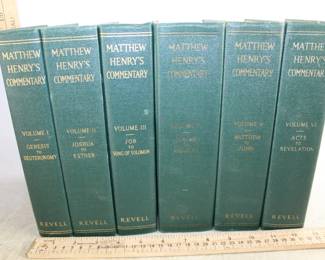 MATTHEW
HENRY'S
COMMENTARY
VOLUME I
GENESIS
TO
DEUTERONOMY
REVELL
MATTHEW
HENRY'S
COMMENTARY
VOLUME II
JOSHUA
TO
ESTHER
REVELL
MATTHEW
HENRY'S
COMMENTARY
VOLUME III
JOB
TO
SONG OF SOLOMON
REVELL
MATTHEW
HENRY'S
COMMENTARY
REVELL
MATTHEW
HENRY'S
COMMENTARY
VOLUME V
MATTHEW
TO
JOHN
REVELL
MATTHEW
HENRY'S
COMMENTARY
VOLUME VI
ACTS
TO
REVELATION
REVELL